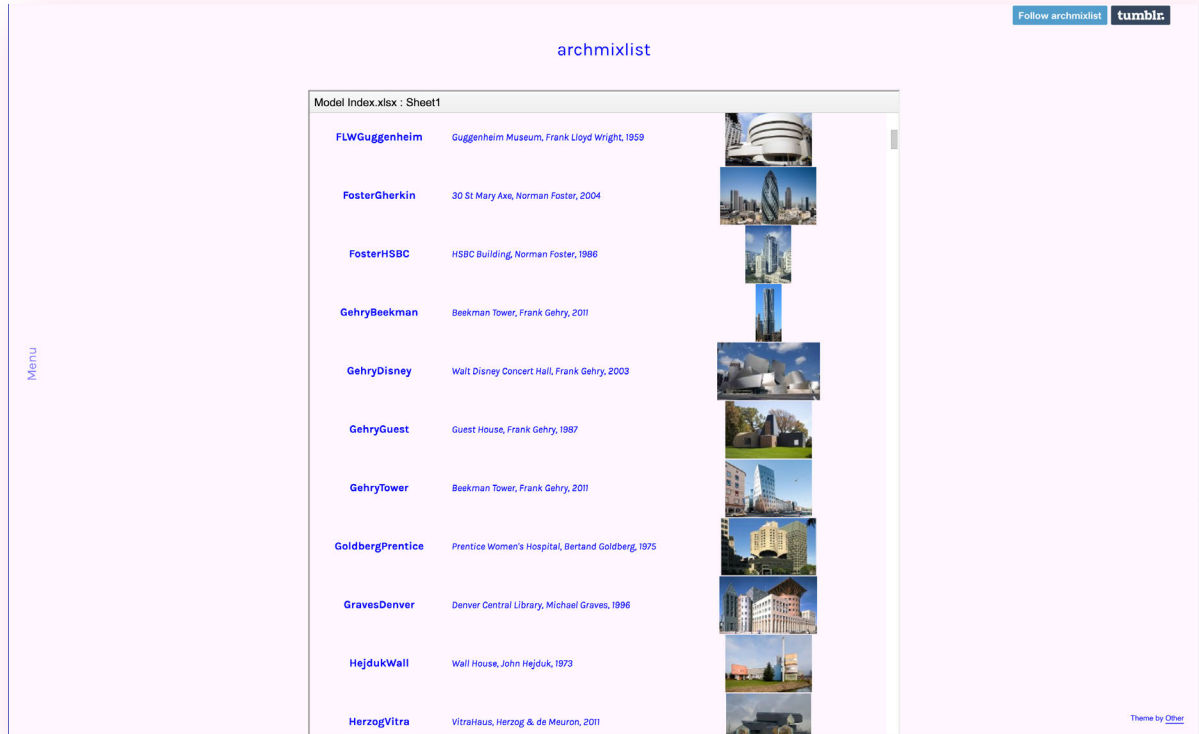 Follow archmixlist tumblr.
archmixlist
Model Index.xlsx : Sheet1
FLWGuggenheim Guggenheim Museum, Frank Lloyd Wright, 1959
FosterGherkin 30 St Mary Axe, Norman Foster, 2004
FosterHSBC HSBC Building, Norman Foster, 1986
GehryBeekman Beekman Tower, Frank Gehry, 2011
Menu
GehryDisney Walt Disney Concert Hall, Frank Gehry, 2003
GehryGuest Guest House, Frank Gehry, 1987
GehryTower Beekman Tower, Frank Gehry, 2011
GoldbergPrentice Prentice Women's Hospital, Bertand Goldberg, 1975
GravesDenver Denver Central Library, Michael Graves, 1996
HejdukWall Wall House, John Hejduk, 1973
HerzogVitra VitraHaus, Herzog & de Meuron, 2011
Theme by Other